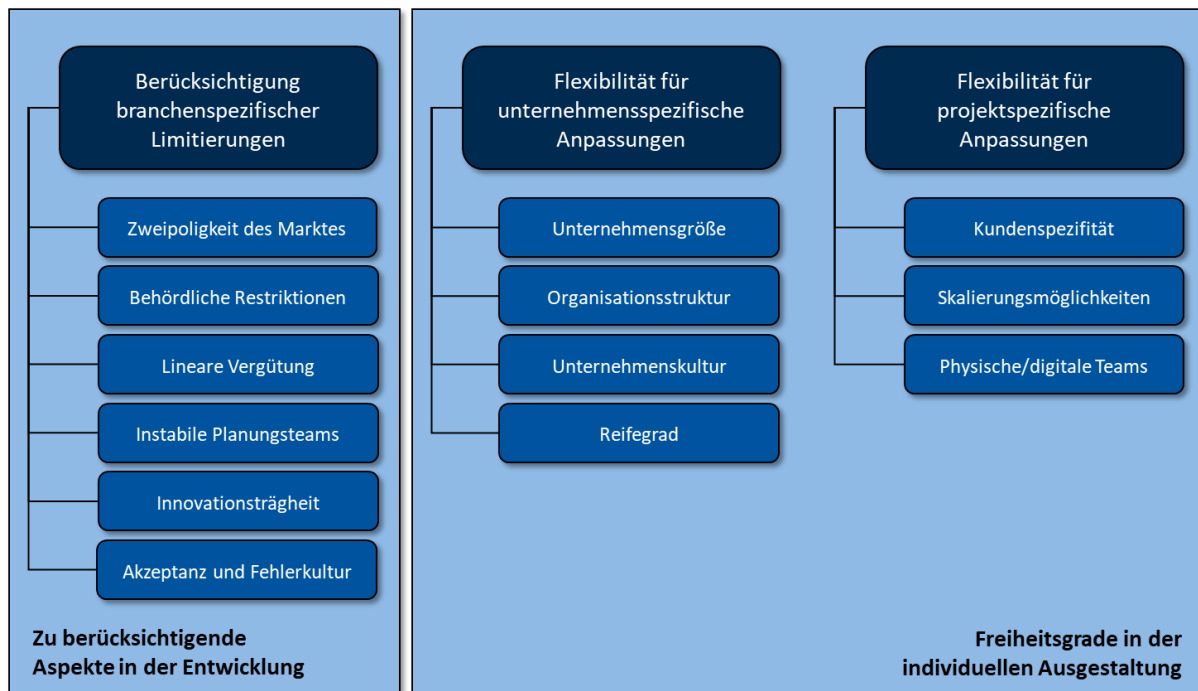 Berücksichtigung
branchenspezifischer
Limitierungen
Zweipoligkeit des Marktes
Behördliche Restriktionen
Lineare Vergütung
Instabile Planungsteams
Innovationsträgheit
Akzeptanz und Fehlerkultur
Zu berücksichtigende
Aspekte in der Entwicklung
Flexibilität für
unternehmensspezifische
Anpassungen
Unternehmensgröße
Organisationsstruktur
Unternehmenskultur
Reifegrad
Flexibilität für
projektspezifische
Anpassungen
Kundenspezifität
Skalierungsmöglichkeiten
Physische/digitale Teams
Freiheitsgrade in der
individuellen Ausgestaltung